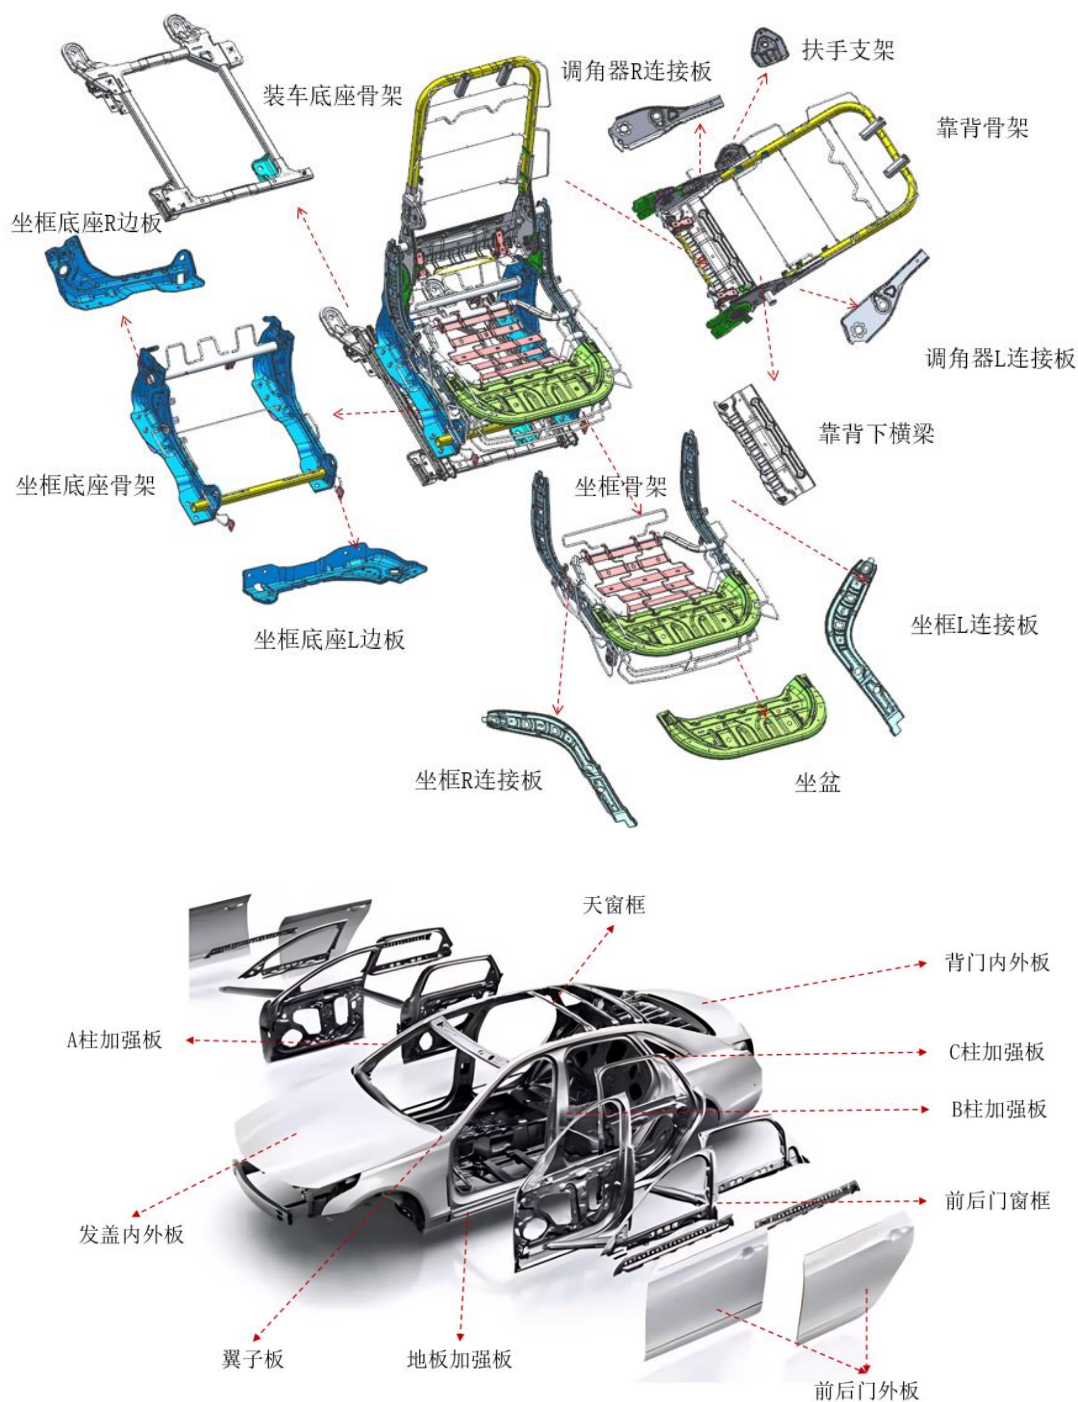 扶手支架
调角器R连接板
装车底座骨架
靠背骨架
坐框底座R边板
调角器L连接板
靠背下横梁
坐框底座骨架
坐框骨架
坐框L连接板
坐框底座L边板
坐框R连接板
坐盆
天窗框
背门内外板
A柱加强板
C柱加强板
B柱加强板
前后门窗框
发盖内外板
翼子板
地板加强板
前后门外板